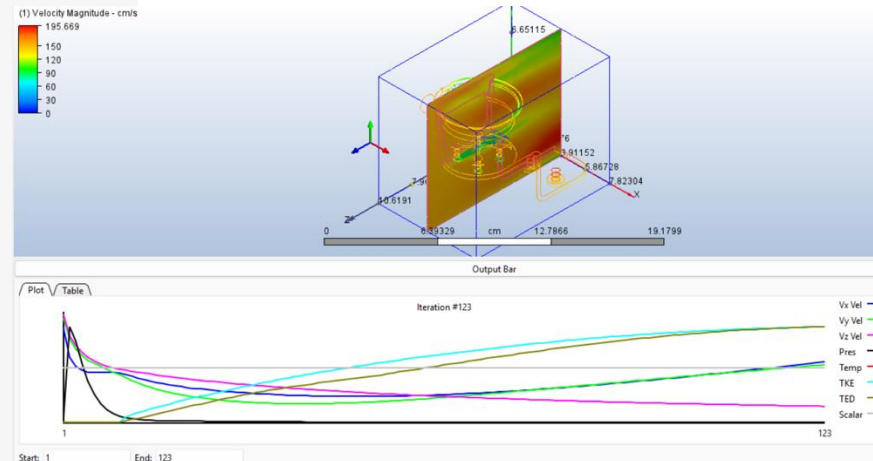 (1) Velocity Magnitude - cm/s
195.669
150
120
90
60
30
0
6.65115
3.91152
5.86728
7.82304
X
10.6191
Z
0
6.39329
cm
12.7866
19.1799
Output Bar
Plot
Table
Iteration #123
Vx Vel
Vy Vel
Vz Vel
Pres
Temp
TKE
TED
Scalar
1
123
Start: 1
End: 123